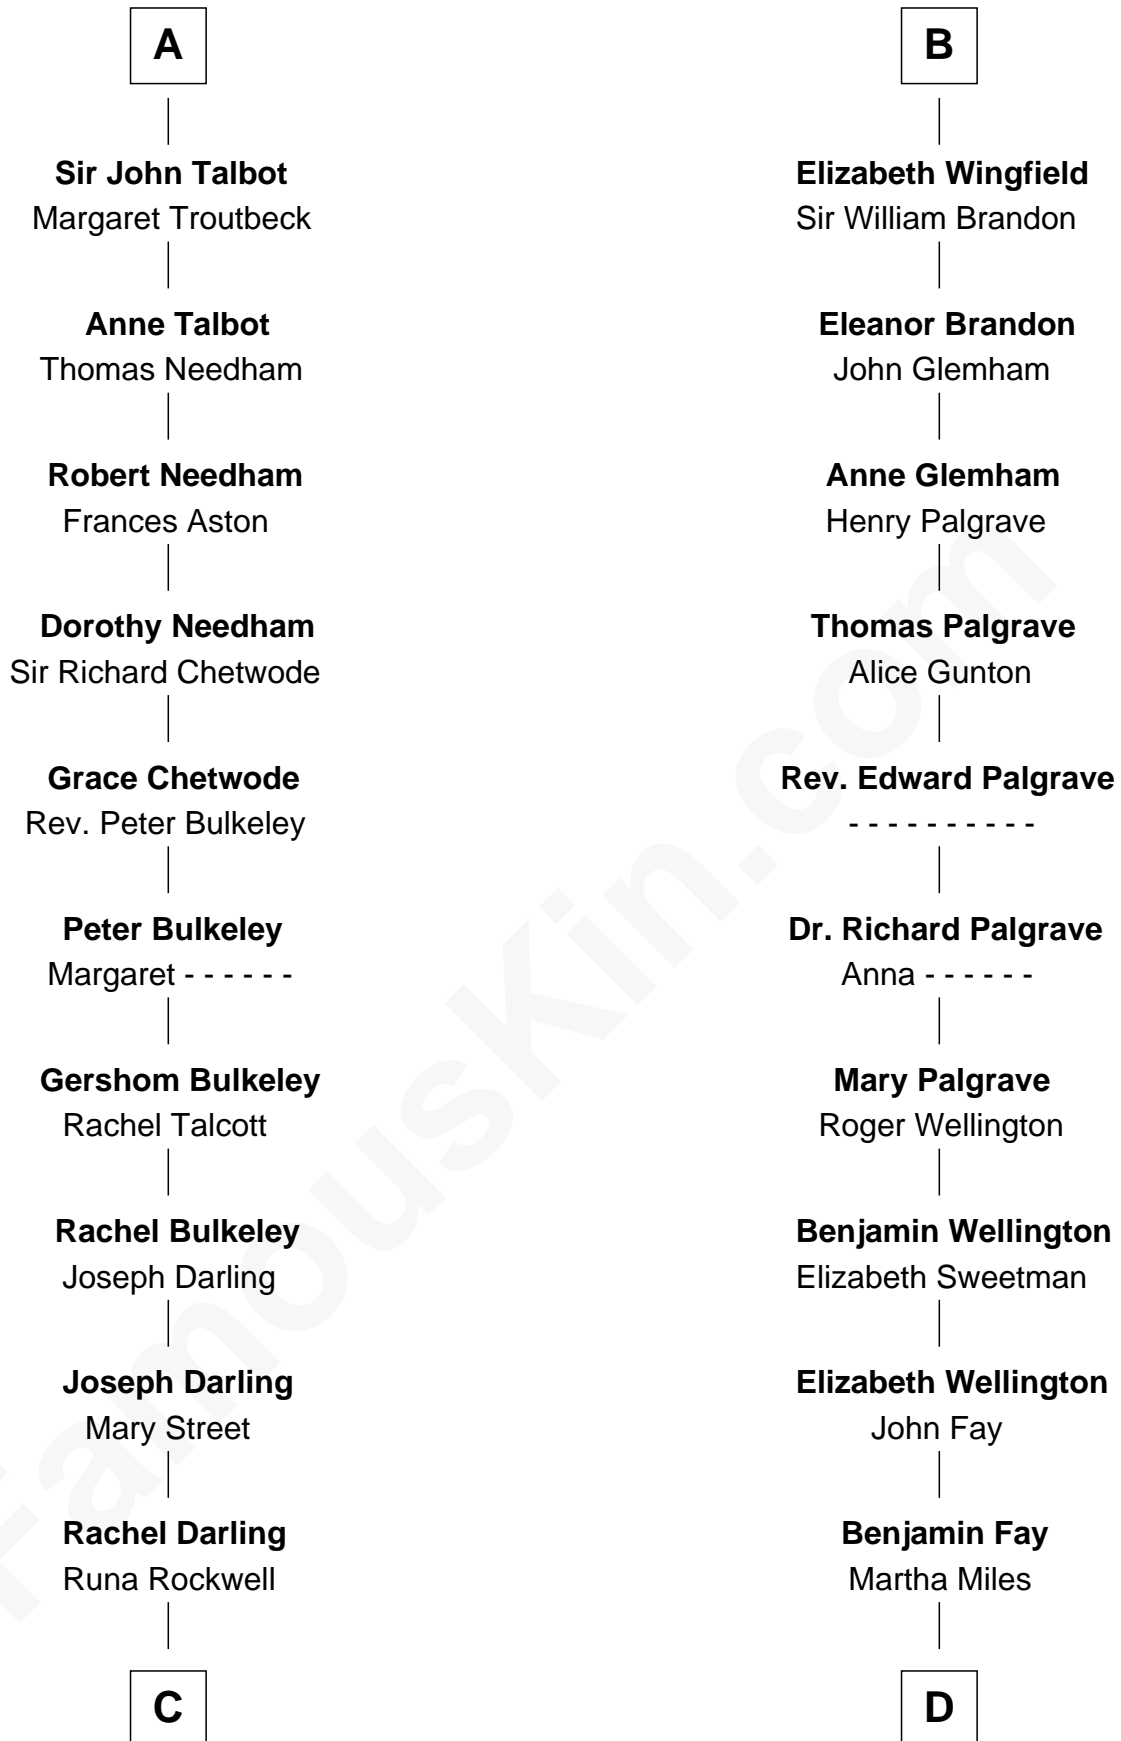 A
Sir John Talbot
Margaret Troutbeck
Anne Talbot
Thomas Needham
Robert Needham
Frances Aston
Dorothy Needham
Sir Richard Chetwode
Grace Chetwode
Rev. Peter Bulkeley
Peter Bulkeley
Margaret - - - - - -
Gershom Bulkeley
Rachel Talcott
Rachel Bulkeley
Joseph Darling
Joseph Darling
Mary Street
Rachel Darling
Runa Rockwell
C
B
Elizabeth Wingfield
Sir William Brandon
Eleanor Brandon
John Glemham
Anne Glemham
Henry Palgrave
Thomas Palgrave
Alice Gunton
Rev. Edward Palgrave
- - - - - - - - - -
Dr. Richard Palgrave
Anna - - - - - -
Mary Palgrave
Roger Wellington
Benjamin Wellington
Elizabeth Sweetman
Elizabeth Wellington
John Fay
Benjamin Fay
Martha Miles
D
FamousKin.com